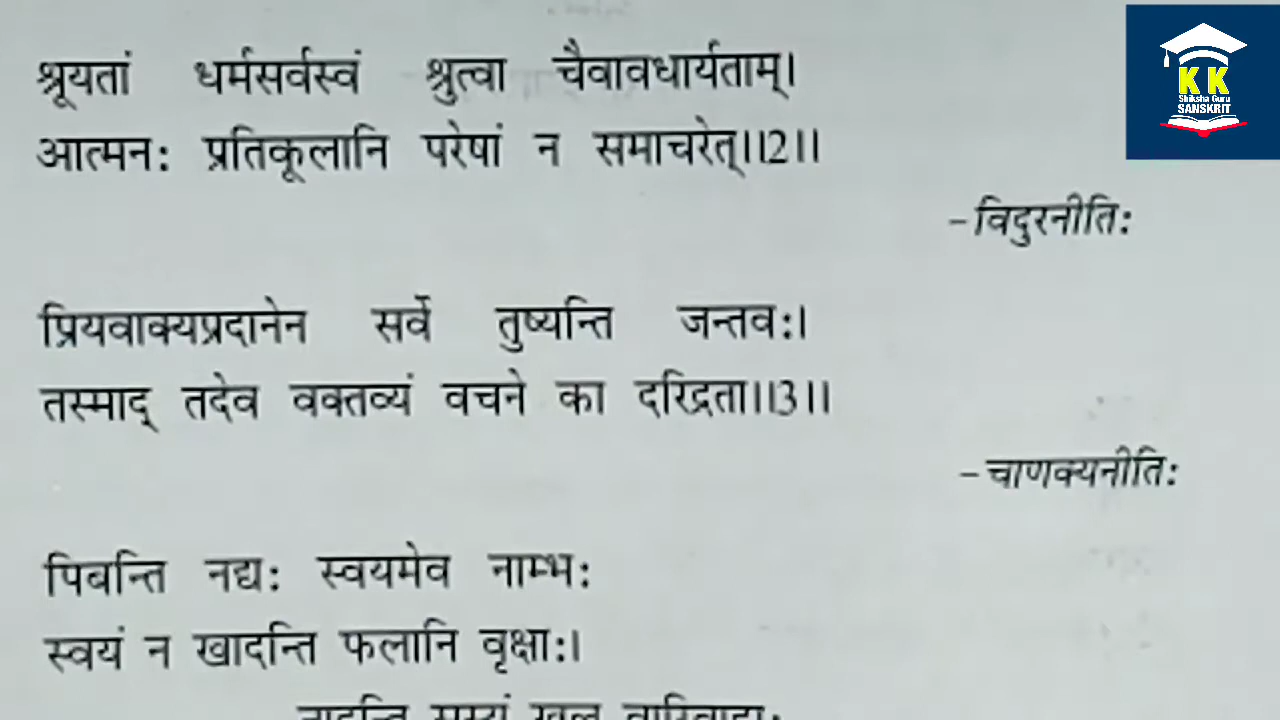 श्रूयतां धर्मसर्वस्वं श्रुत्वा चैवावधार्यताम्।
आत्मनः प्रतिकूलानि परेषां न समाचरेत्।।2।।
-विदुरनीतिः
प्रियवाक्यप्रदानेन सर्वे तुष्यन्ति जन्तवः।
तस्माद् तदेव वक्तव्यं वचने का दरिद्रता।।3।।
-चाणक्यनीतिः
पिबन्ति नद्यः स्वयमेव नाम्भः
स्वयं न खादन्ति फलानि वृक्षाः।
KK
Shiksha Guru
SANSKRIT